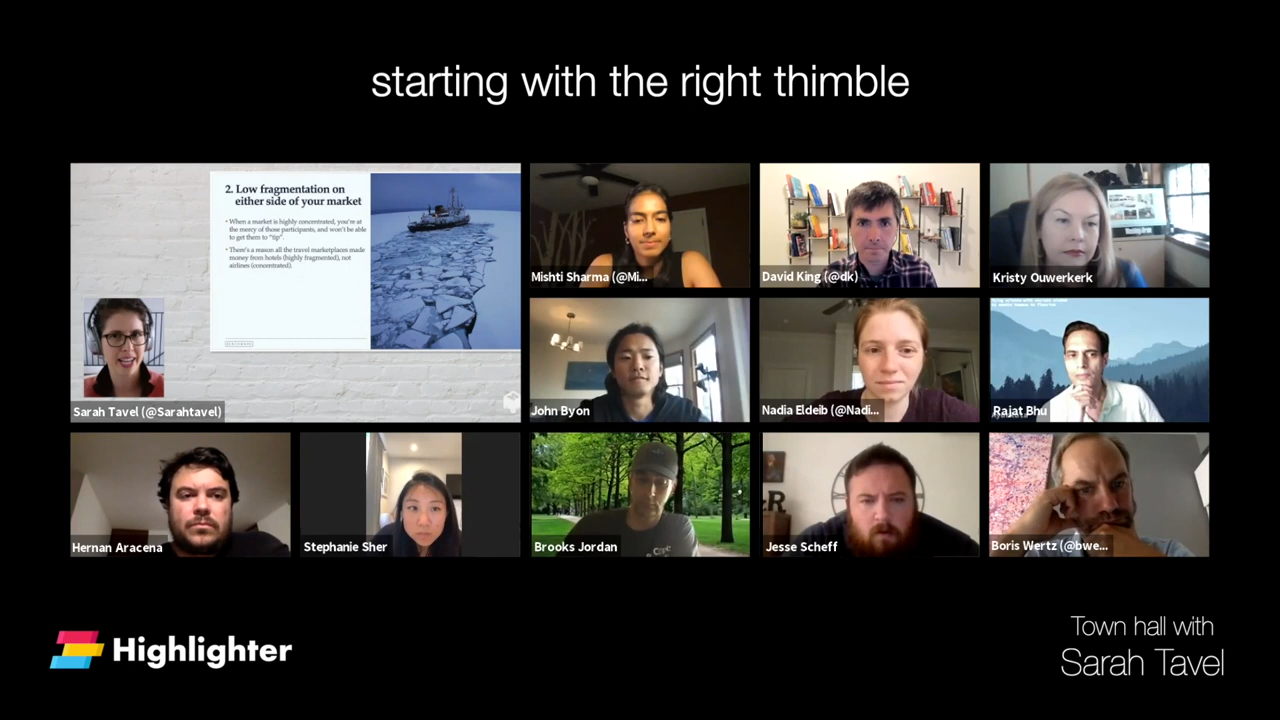 starting with the right thimble
2. Low fragmentation on
either side of your market
• When a market is highly concentrated, you're at
the mercy of those participants, and won't be able
to get them to "tip".
• There's a reason all the travel marketplaces made
money from hotels (highly fragmented), not
airlines (concentrated).
Sarah Tavel (@Sarahtavel)
Mishti Sharma (@Mi...
David King (@dk)
Kristy Ouwerkerk
John Byon
Nadia Eldeib (@Nadi...
Rajat Bhu
Hernan Aracena
Stephanie Sher
Brooks Jordan
Jesse Scheff
Boris Wertz (@bwe...
Highlighter
Town hall with
Sarah Tavel